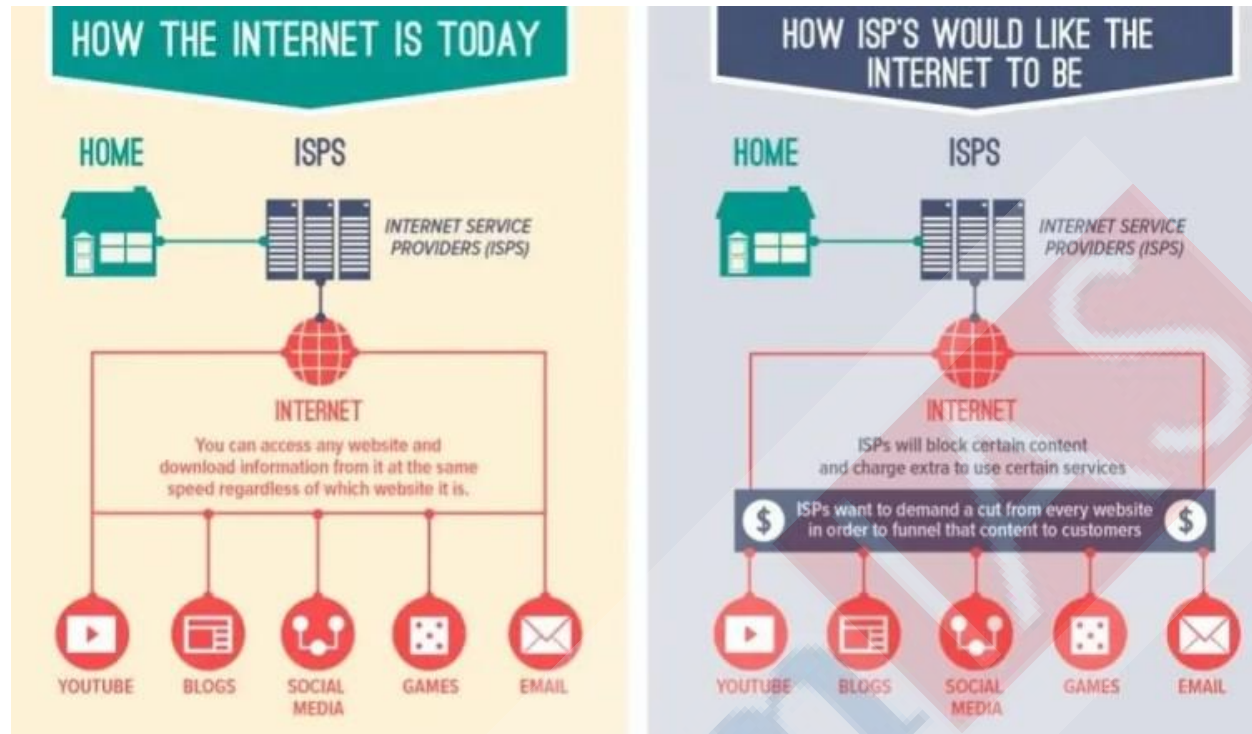 HOW THE INTERNET IS TODAY
HOME
ISPS
INTERNET SERVICE
PROVIDERS (ISPS)
INTERNET
You can access any website and
download information from it at the same
speed regardless of which website it is.
YOUTUBE
BLOGS
SOCIAL
MEDIA
GAMES
EMAIL
HOW ISP'S WOULD LIKE THE
INTERNET TO BE
HOME
ISPS
INTERNET SERVICE
PROVIDERS (ISPS)
INTERNET
ISPs will block certain content
and charge extra to use certain services
$
ISPs want to demand a cut from every website
in order to funnel that content to customers
$
YOUTUBE
BLOGS
SOCIAL
MEDIA
GAMES
EMAIL